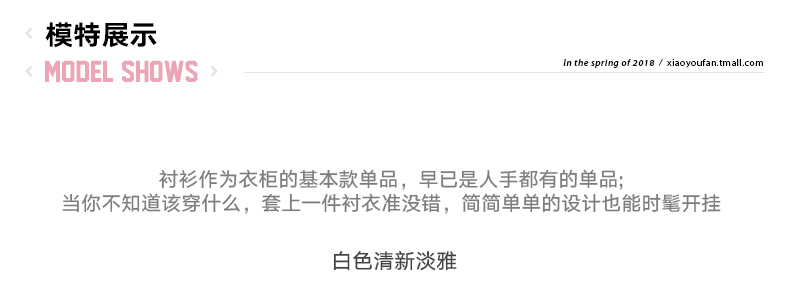 模特展示
MODEL SHOWS
in the spring of 2018 / xiaoyoufan.tmall.com
衬衫作为衣柜的基本款单品，早已是人手都有的单品;
当你不知道该穿什么，套上一件衬衣准没错，简简单单的设计也能时髦开挂
白色清新淡雅